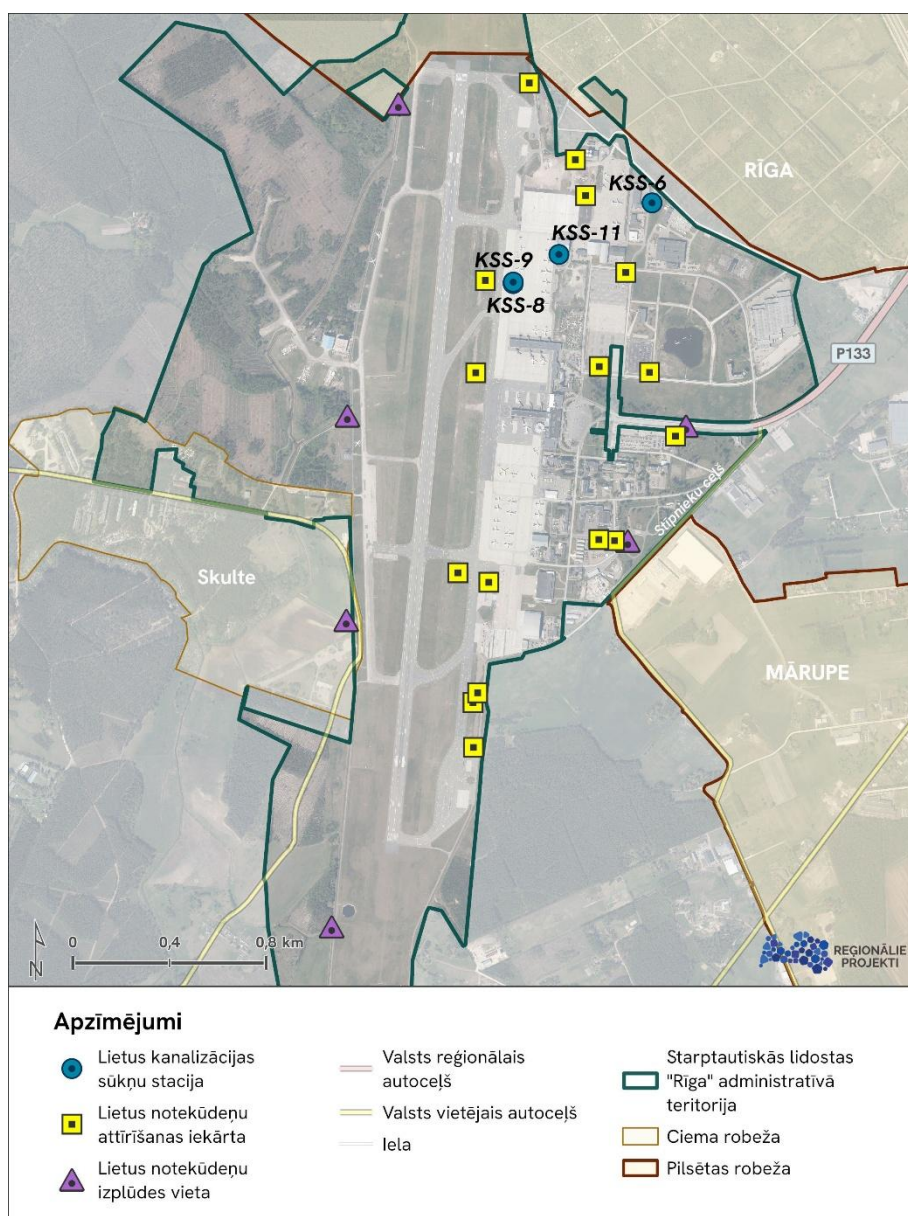 RĪGA
KSS-6
KSS-11
KSS-9
KSS-8
P133
Stīpnieku ceļš
Skulte
MĀRUPE
N
0 0,4 0,8 km
REĢIONĀLIE
PROJEKTI
Apzīmējumi
Lietus kanalizācijas
sūkņu stacija
Lietus notekūdeņu
attīrīšanas iekārta
Lietus notekūdeņu
izplūdes vieta
Valsts reģionālais
autoceļš
Valsts vietējais autoceļš
Iela
Starptautiskās lidostas
"Rīga" administratīvā
teritorija
Ciema robeža
Pilsētas robeža